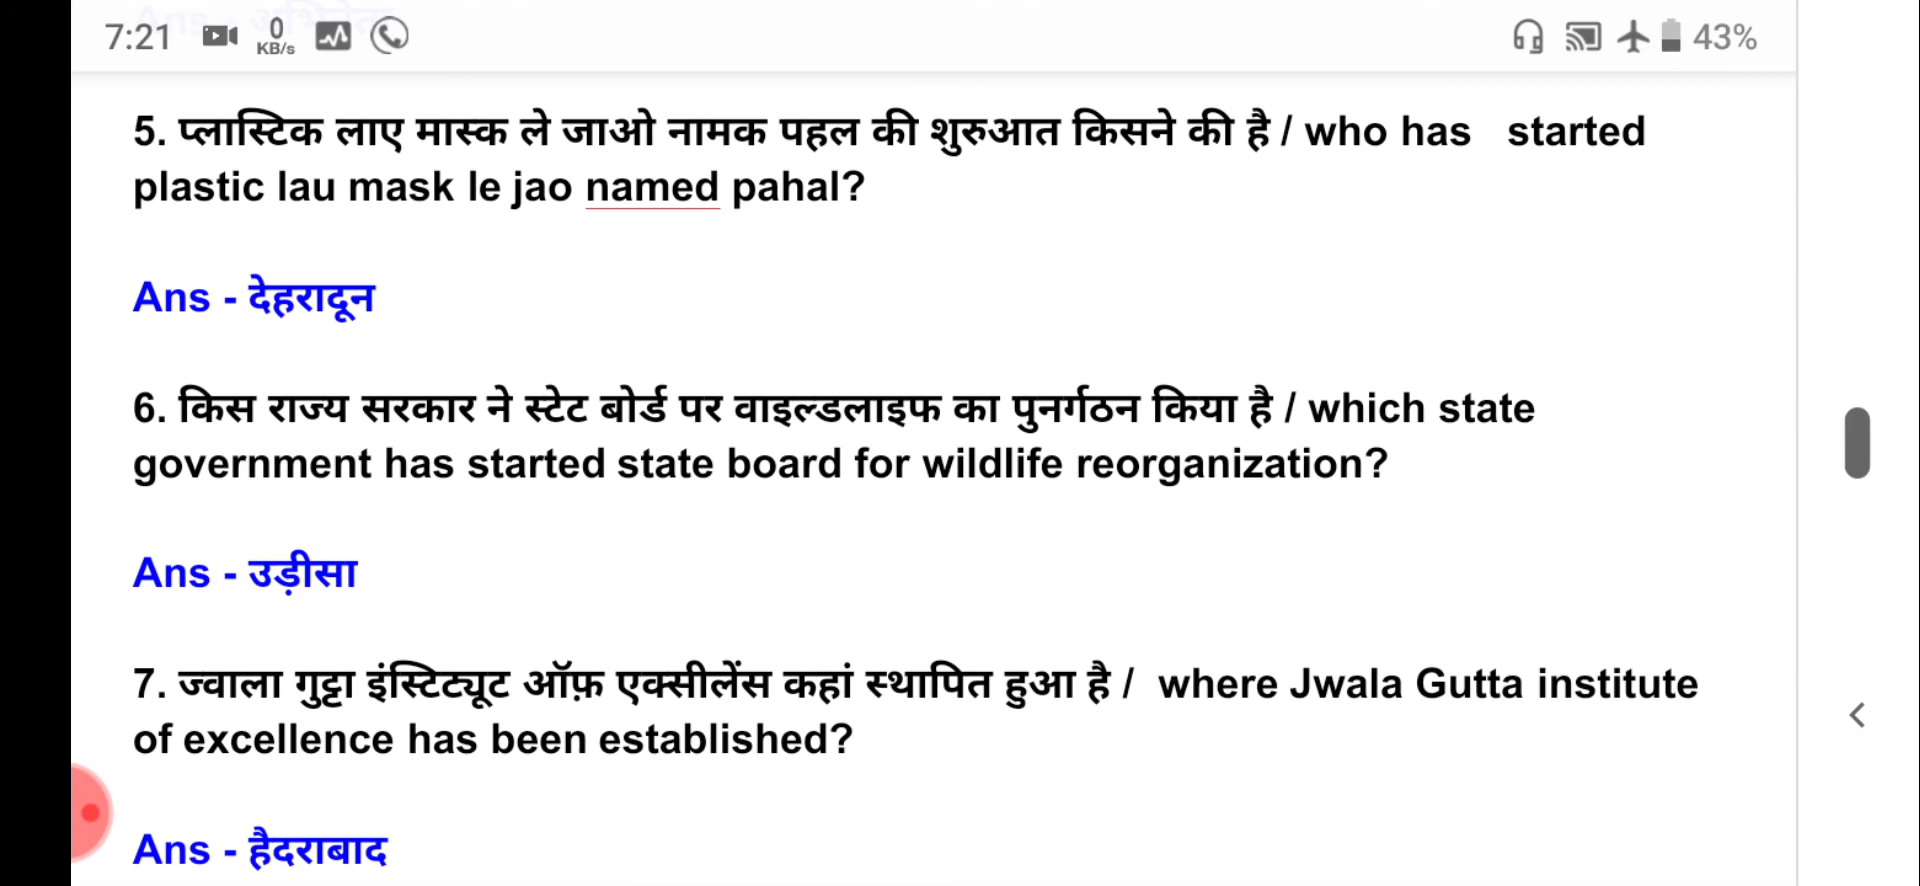 7:21 0 KB/s 43%
5. प्लास्टिक लाए मास्क ले जाओ नामक पहल की शुरुआत किसने की है / who has started
plastic lau mask le jao named pahal?
Ans - देहरादून
6. किस राज्य सरकार ने स्टेट बोर्ड पर वाइल्डलाइफ का पुनर्गठन किया है / which state
government has started state board for wildlife reorganization?
Ans - उड़ीसा
7. ज्वाला गुट्टा इंस्टिट्यूट ऑफ़ एक्सीलेंस कहां स्थापित हुआ है / where Jwala Gutta institute
of excellence has been established?
Ans - हैदराबाद